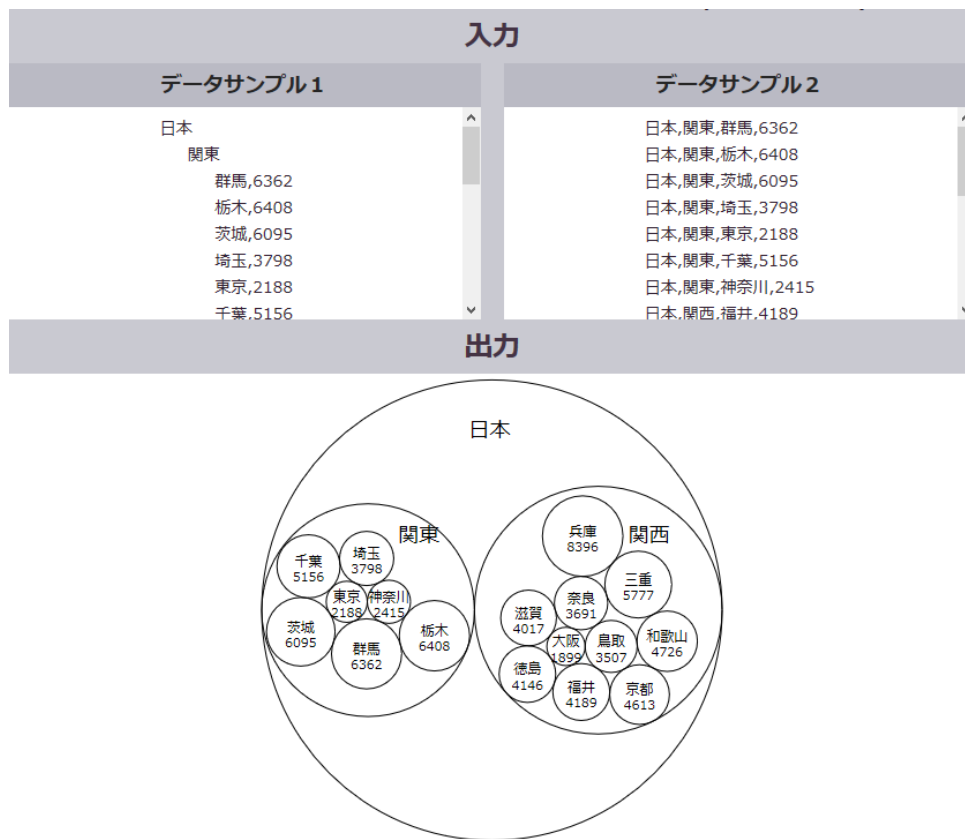 入力
データサンプル1
日本
関東
群馬,6362
栃木,6408
茨城,6095
埼玉,3798
東京,2188
千葉,5156
データサンプル2
日本,関東,群馬,6362
日本,関東,栃木,6408
日本,関東,茨城,6095
日本,関東,埼玉,3798
日本,関東,東京,2188
日本,関東,千葉,5156
日本,関東,神奈川,2415
日本,関西,福井,4189
出力
日本
関東
千葉
5156
埼玉
3798
東京
2188
神奈川
2415
茨城
6095
群馬
6362
栃木
6408
関西
兵庫
8396
三重
5777
奈良
3691
滋賀
4017
大阪
1899
鳥取
3507
和歌山
4726
徳島
4146
福井
4189
京都
4613